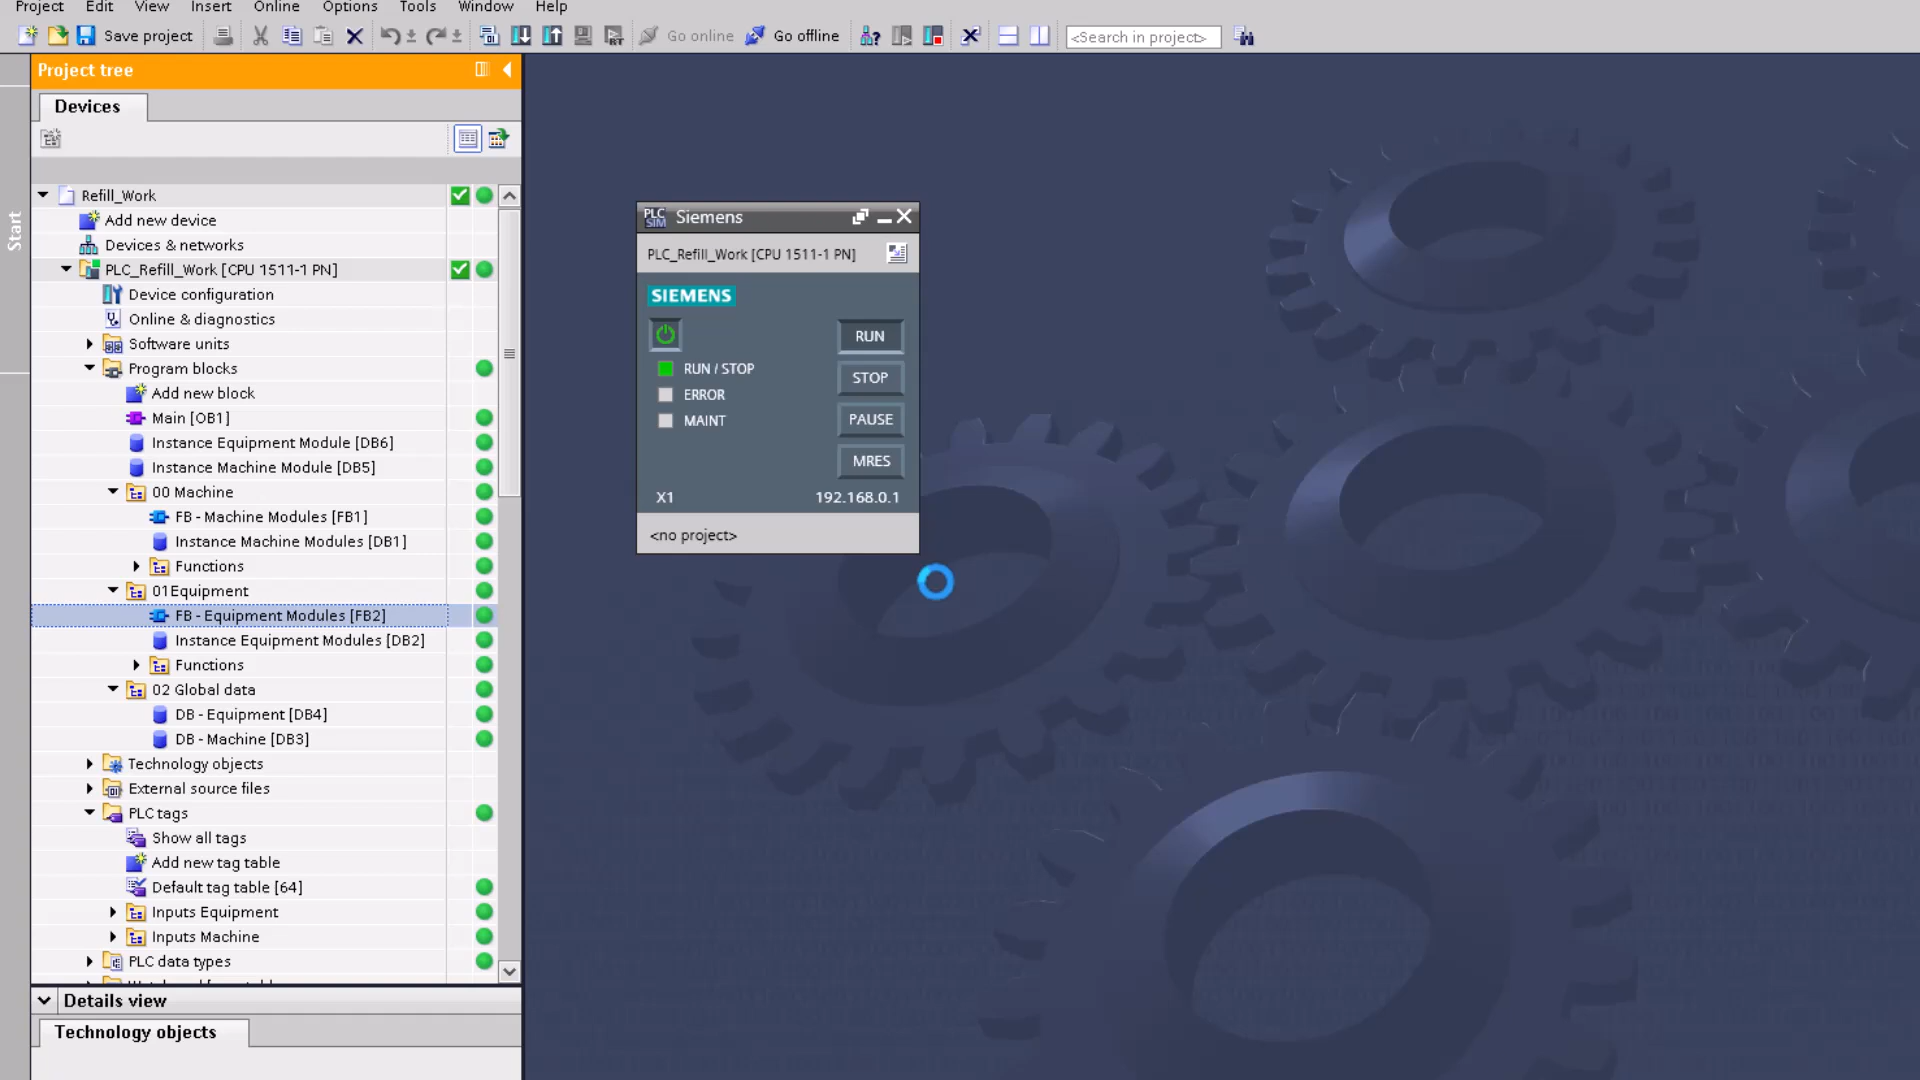 Project Edit View Insert Online Options Tools Window Help
Save project Go online Go offline <Search in project>
Project tree
Devices
Start
Refill_Work
Add new device
Devices & networks
PLC_Refill_Work [CPU 1511-1 PN]
Device configuration
Online & diagnostics
Software units
Program blocks
Add new block
Main [OB1]
Instance Equipment Module [DB6]
Instance Machine Module [DB5]
00 Machine
FB - Machine Modules [FB1]
Instance Machine Modules [DB1]
Functions
01Equipment
FB - Equipment Modules [FB2]
Instance Equipment Modules [DB2]
Functions
02 Global data
DB - Equipment [DB4]
DB - Machine [DB3]
Technology objects
External source files
PLC tags
Show all tags
Add new tag table
Default tag table [64]
Inputs Equipment
Inputs Machine
PLC data types
Details view
Technology objects
PLC SIM Siemens
PLC_Refill_Work [CPU 1511-1 PN]
SIEMENS
RUN
RUN / STOP
STOP
ERROR
PAUSE
MAINT
MRES
X1 192.168.0.1
<no project>